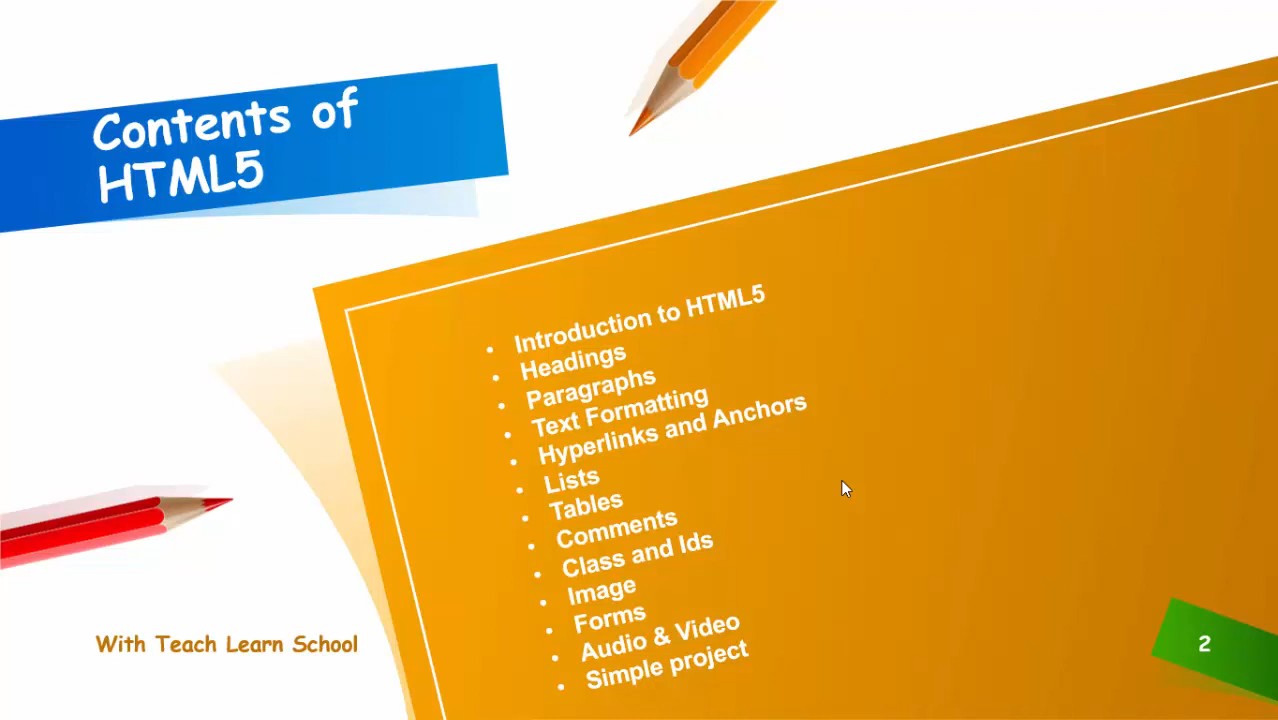 Contents of
HTML5
• Introduction to HTML5
• Headings
• Paragraphs
• Text Formatting
• Hyperlinks and Anchors
• Lists
• Tables
• Comments
• Class and Ids
• Image
• Forms
• Audio & Video
• Simple project
With Teach Learn School
2